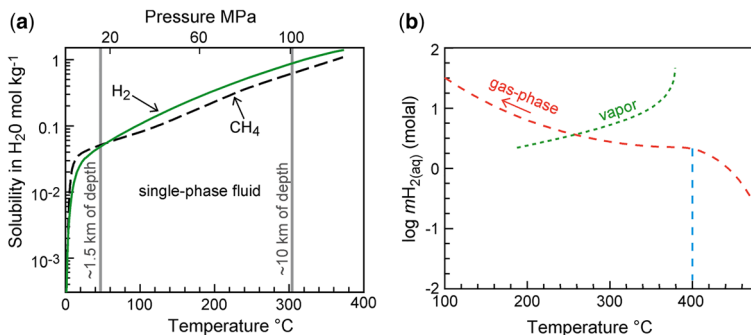 (a)
Pressure MPa
20 60 100
Solubility in H₂0 mol kg⁻¹
1
0.1
10⁻²
10⁻³
H₂
CH₄
single-phase fluid
~1.5 km of depth
~10 km of depth
0 100 200 300 400
Temperature °C
(b)
log mH₂(aq) (molal)
2
1
0
-1
-2
gas-phase
vapor
100 200 300 400
Temperature °C